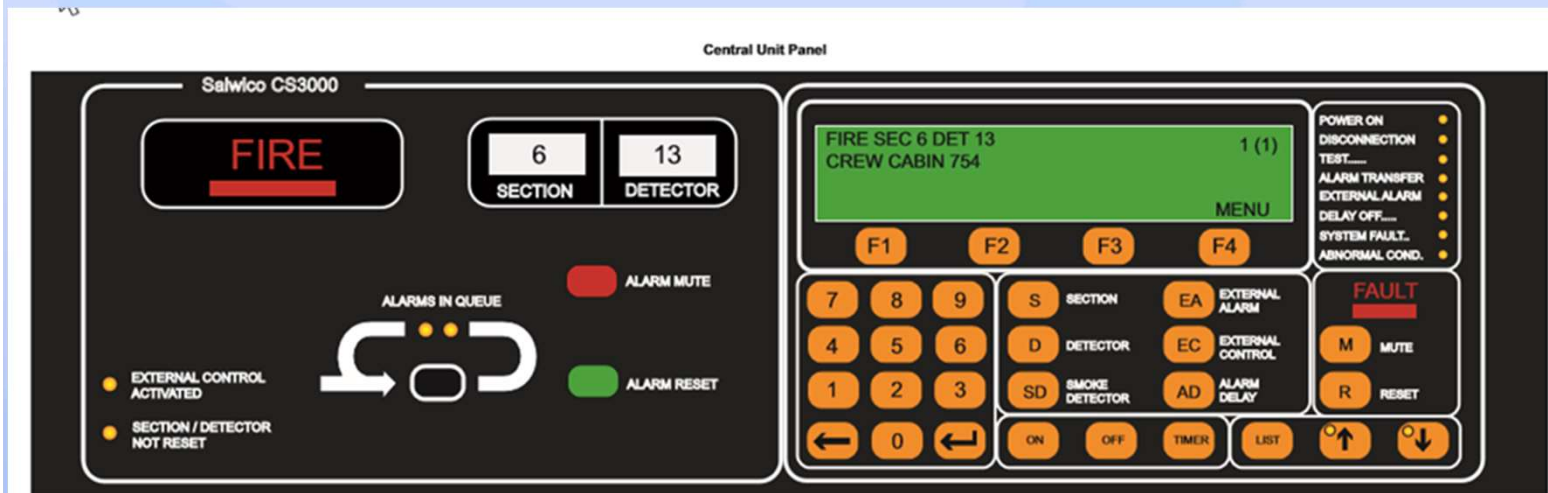 Central Unit Panel
Salwico CS3000
FIRE
6
SECTION
13
DETECTOR
ALARM MUTE
ALARMS IN QUEUE
ALARM RESET
EXTERNAL CONTROL
ACTIVATED
SECTION / DETECTOR
NOT RESET
FIRE SEC 6 DET 13 1 (1)
CREW CABIN 754
MENU
F1 F2 F3 F4
POWER ON
DISCONNECTION
TEST......
ALARM TRANSFER
EXTERNAL ALARM
DELAY OFF.....
SYSTEM FAULT..
ABNORMAL COND.
7 8 9
4 5 6
1 2 3
0
S SECTION
D DETECTOR
SD SMOKE
DETECTOR
EA EXTERNAL
ALARM
EC EXTERNAL
CONTROL
AD ALARM
DELAY
FAULT
M MUTE
R RESET
ON OFF TIMER
LIST